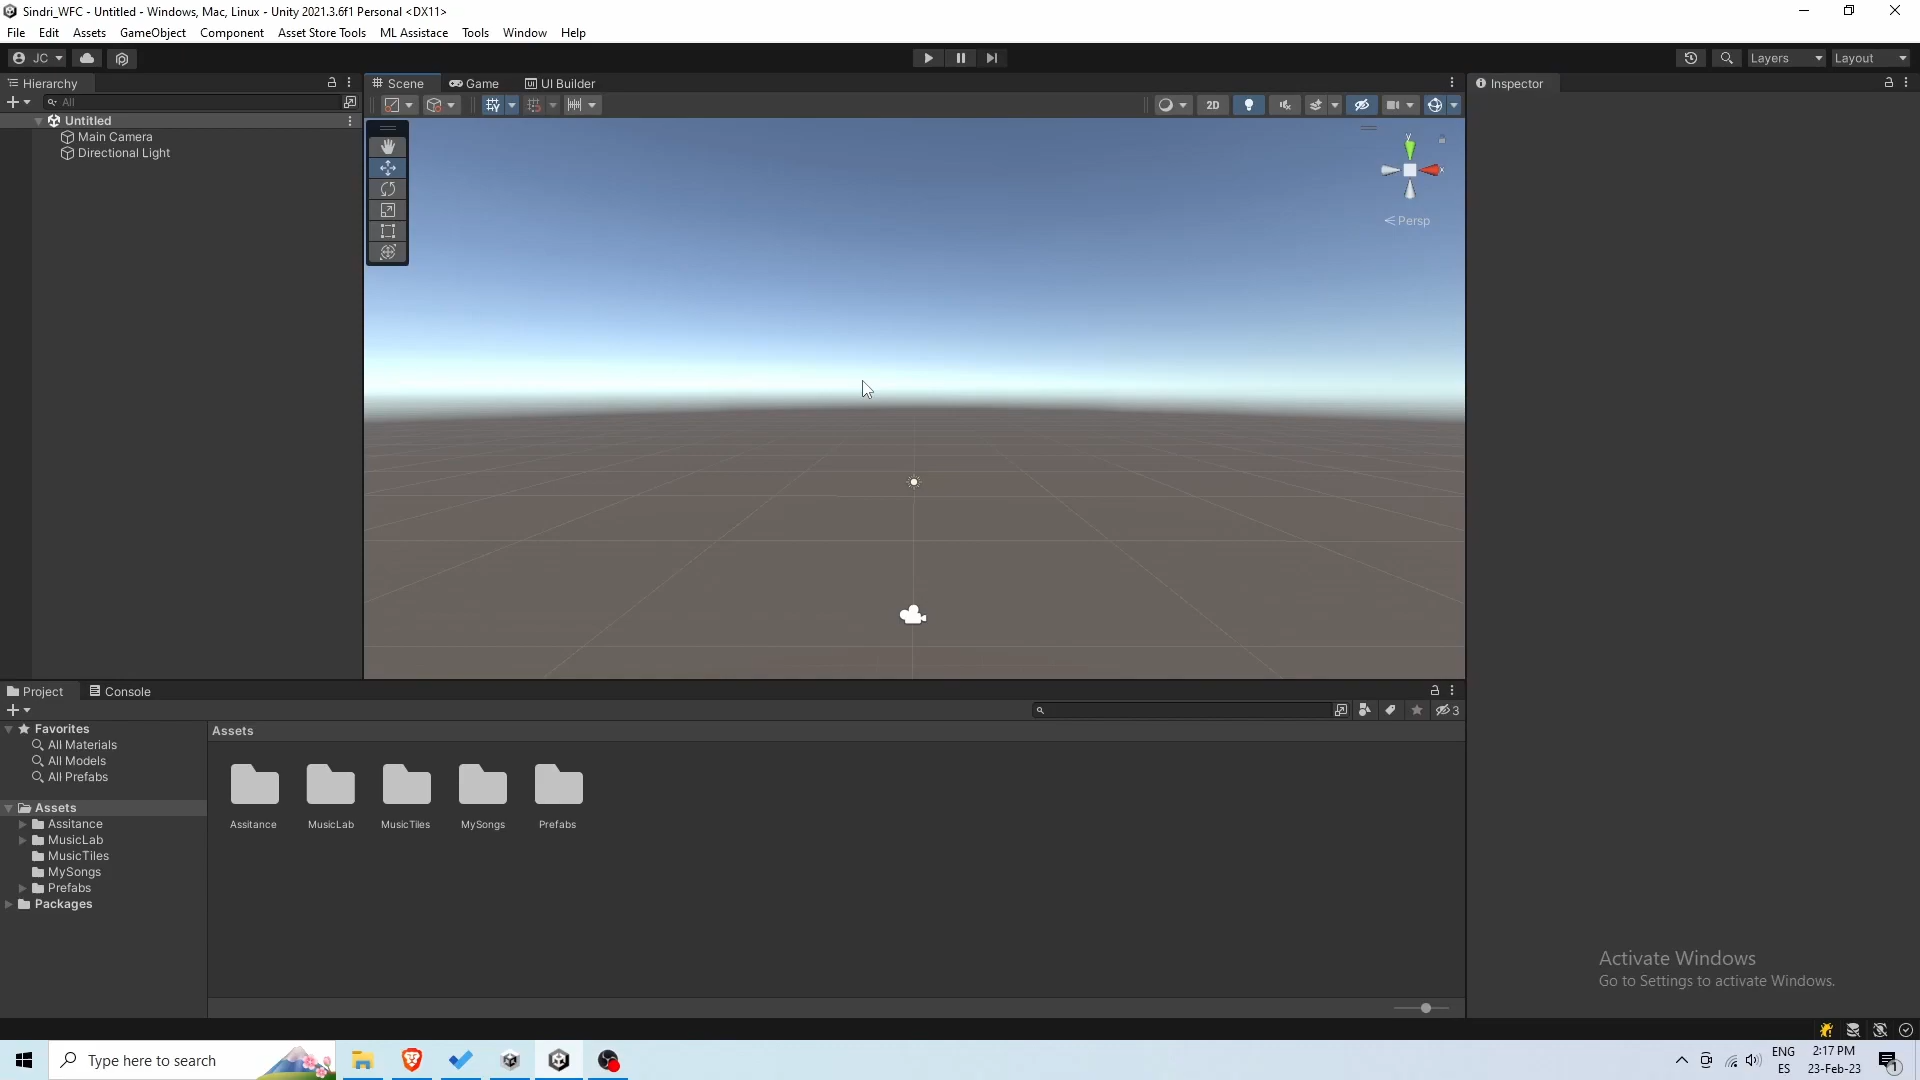 Sindri_WFC - Untitled - Windows, Mac, Linux - Unity 2021.3.6f1 Personal <DX11>
File Edit Assets GameObject Component Asset Store Tools ML Assistace Tools Window Help
JC
Layers
Layout
Hierarchy
All
Untitled
Main Camera
Directional Light
Scene
Game
UI Builder
2D
y
x
Persp
Inspector
Project
Console
3
Favorites
All Materials
All Models
All Prefabs
Assets
Assitance
MusicLab
MusicTiles
MySongs
Prefabs
Packages
Assets
Assitance
MusicLab
MusicTiles
MySongs
Prefabs
Activate Windows
Go to Settings to activate Windows.
Type here to search
ENG
ES
2:17 PM
23-Feb-23
1